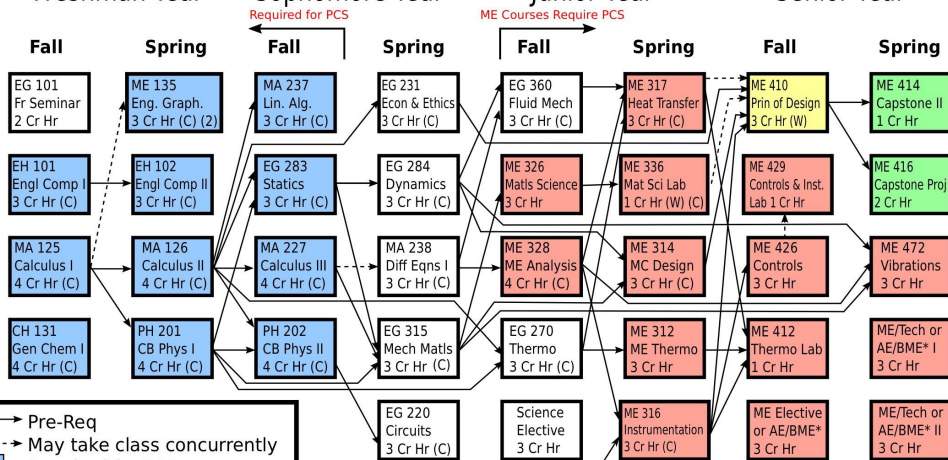 Required for PCS
ME Courses Require PCS
Fall
Spring
Fall
Spring
Fall
Spring
Fall
Spring
EG 101
Fr Seminar
2 Cr Hr
ME 135
Eng. Graph.
3 Cr Hr (C) (2)
MA 237
Lin. Alg.
3 Cr Hr (C)
EG 231
Econ & Ethics
3 Cr Hr (C)
EG 360
Fluid Mech
3 Cr Hr (C)
ME 317
Heat Transfer
3 Cr Hr (C)
ME 410
Prin of Design
3 Cr Hr (W)
ME 414
Capstone II
1 Cr Hr
EH 101
Engl Comp I
3 Cr Hr (C)
EH 102
Engl Comp II
3 Cr Hr (C)
EG 283
Statics
3 Cr Hr (C)
EG 284
Dynamics
3 Cr Hr (C)
ME 326
Matls Science
3 Cr Hr
ME 336
Mat Sci Lab
1 Cr Hr (W) (C)
ME 429
Controls & Inst.
Lab 1 Cr Hr
ME 416
Capstone Proj
2 Cr Hr
MA 125
Calculus I
4 Cr Hr (C)
MA 126
Calculus II
4 Cr Hr (C)
MA 227
Calculus III
4 Cr Hr (C)
MA 238
Diff Eqns I
3 Cr Hr (C)
ME 328
ME Analysis
4 Cr Hr (C)
ME 314
MC Design
3 Cr Hr (C)
ME 426
Controls
3 Cr Hr
ME 472
Vibrations
3 Cr Hr
CH 131
Gen Chem I
4 Cr Hr (C)
PH 201
CB Phys I
4 Cr Hr (C)
PH 202
CB Phys II
4 Cr Hr (C)
EG 315
Mech Matls
3 Cr Hr (C)
EG 270
Thermo
3 Cr Hr (C)
ME 312
ME Thermo
3 Cr Hr
ME 412
Thermo Lab
1 Cr Hr
ME/Tech or
AE/BME* I
3 Cr Hr
EG 220
Circuits
3 Cr Hr (C)
Science
Elective
3 Cr Hr
ME 316
Instrumentation
3 Cr Hr (C)
ME Elective
or AE/BME*
3 Cr Hr
ME/Tech or
AE/BME* II
3 Cr Hr
Pre-Req
May take class concurrently